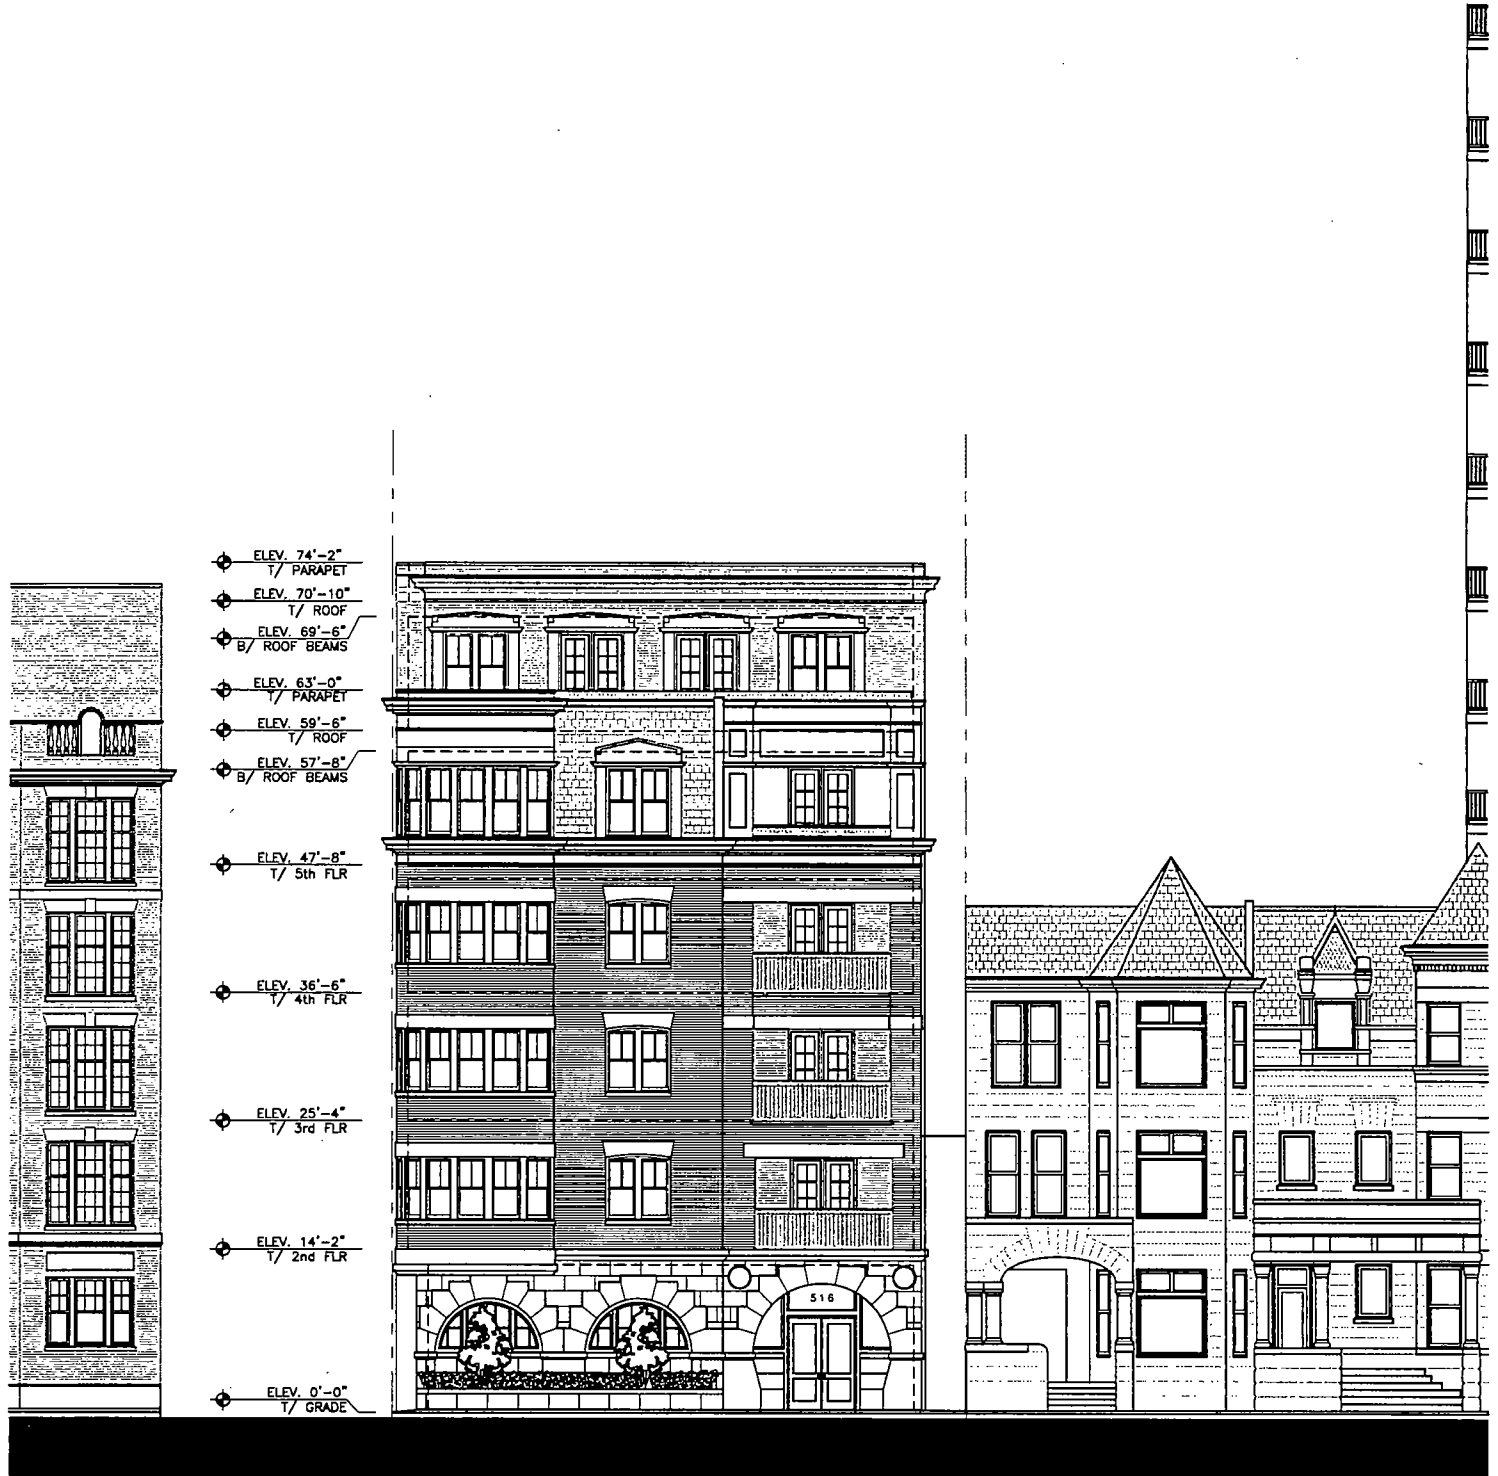 ELEV. 74'-2"
T/ PARAPET
ELEV. 70'-10"
T/ ROOF
ELEV. 69'-6"
B/ ROOF BEAMS
ELEV. 63'-0"
T/ PARAPET
ELEV. 59'-6"
T/ ROOF
ELEV. 57'-8"
B/ ROOF BEAMS
ELEV. 47'-8"
T/ 5th FLR
ELEV. 36'-6"
T/ 4th FLR
ELEV. 25'-4"
T/ 3rd FLR
ELEV. 14'-2"
T/ 2nd FLR
516
ELEV. 0'-0"
T/ GRADE